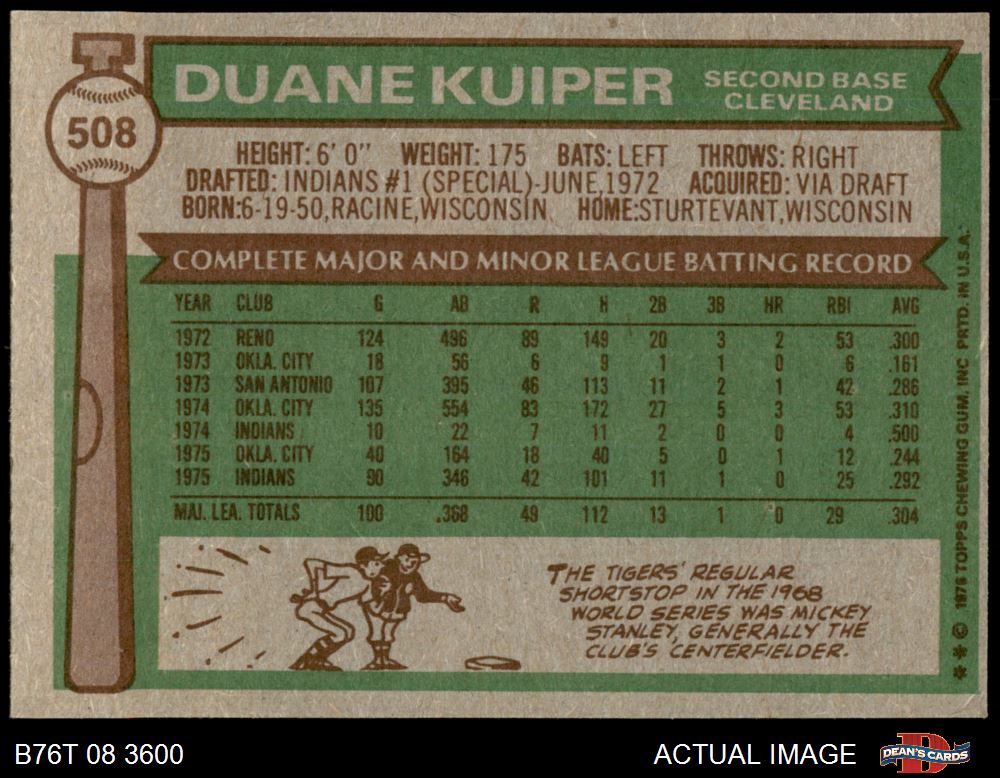 508
DUANE KUIPER SECOND BASE
CLEVELAND
HEIGHT: 6' 0" WEIGHT: 175 BATS: LEFT THROWS: RIGHT
DRAFTED: INDIANS #1 (SPECIAL)-JUNE, 1972 ACQUIRED: VIA DRAFT
BORN:6-19-50, RACINE, WISCONSIN HOME:STURTEVANT, WISCONSIN
COMPLETE MAJOR AND MINOR LEAGUE BATTING RECORD
YEAR CLUB G AB R H 2B 3B HR RBI AVG
1972 RENO 124 496 89 149 20 3 2 53 .300
1973 OKLA. CITY 18 56 6 9 1 1 0 6 .161
1973 SAN ANTONIO 107 395 46 113 11 2 1 42 .286
1974 OKLA. CITY 135 554 83 172 27 5 3 53 .310
1974 INDIANS 10 22 7 11 2 0 0 4 .500
1975 OKLA. CITY 40 164 18 40 5 0 1 12 .244
1975 INDIANS 90 346 42 101 11 1 0 25 .292
MAJ. LEA. TOTALS 100 .368 49 112 13 1 0 29 .304
THE TIGERS' REGULAR
SHORTSTOP IN THE 1968
WORLD SERIES WAS MICKEY
STANLEY, GENERALLY THE
CLUB'S CENTERFIELDER.
** © 1976 TOPPS CHEWING GUM, INC PRTD. IN U.S.A.
B76T 08 3600 ACTUAL IMAGE DEAN'S CARDS